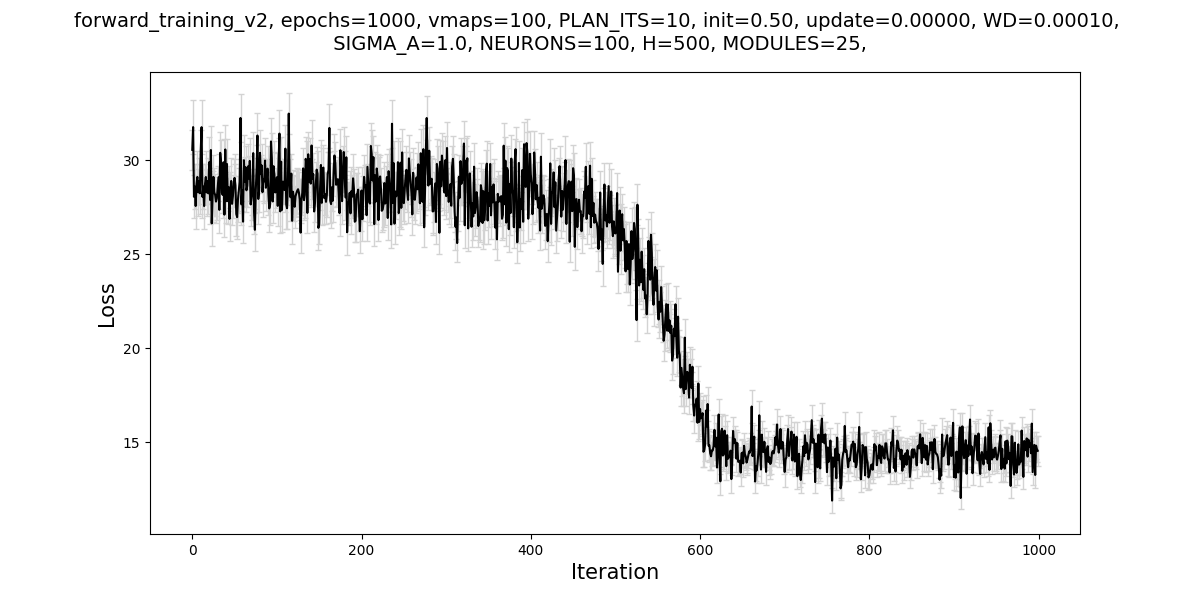 forward_training_v2, epochs=1000, vmaps=100, PLAN_ITS=10, init=0.50, update=0.00000, WD=0.00010,
SIGMA_A=1.0, NEURONS=100, H=500, MODULES=25,
30
25
20
15
Loss
0 200 400 600 800 1000
Iteration